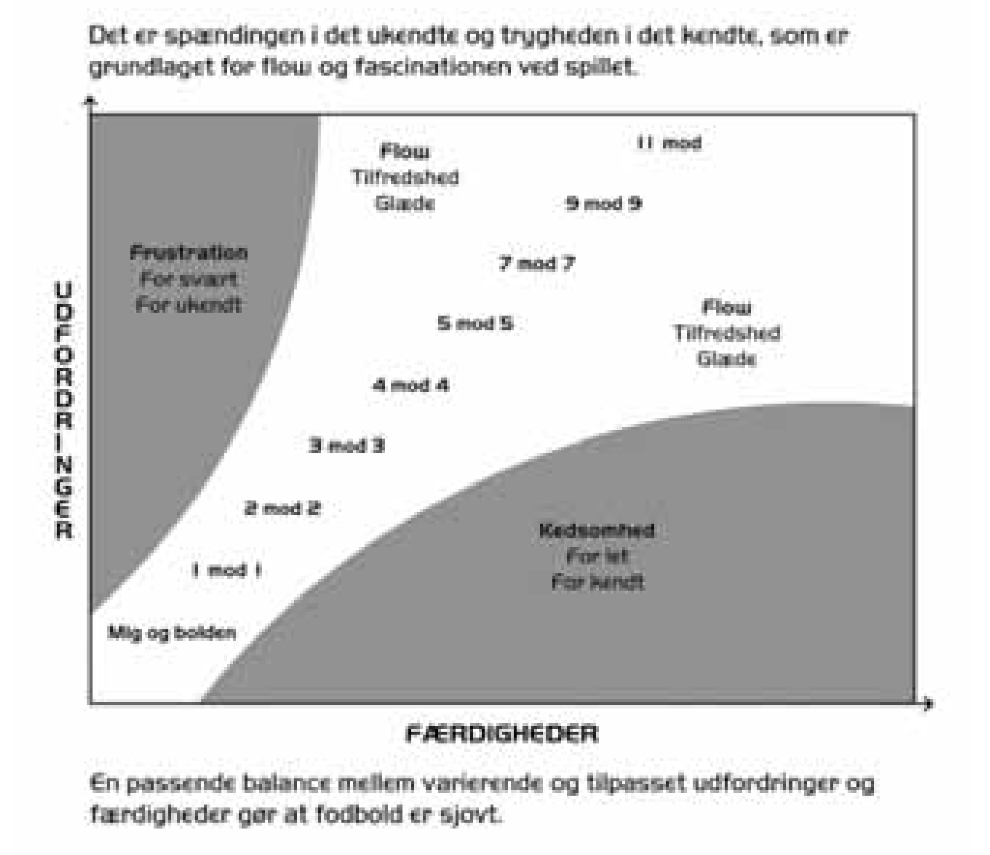 Det er spændingen i det ukendte og trygheden i det kendte, som er
grundlaget for flow og fascinationen ved spillet.
UDFORDRINGER
Frustration
For svært
For ukendt
Flow
Tilfredshed
Glæde
11 mod
9 mod 9
7 mod 7
5 mod 5
4 mod 4
3 mod 3
2 mod 2
1 mod 1
Mig og bolden
Flow
Tilfredshed
Glæde
Kedsomhed
For let
For kendt
FÆRDIGHEDER
En passende balance mellem varierende og tilpasset udfordringer og
færdigheder gør at fodbold er sjovt.